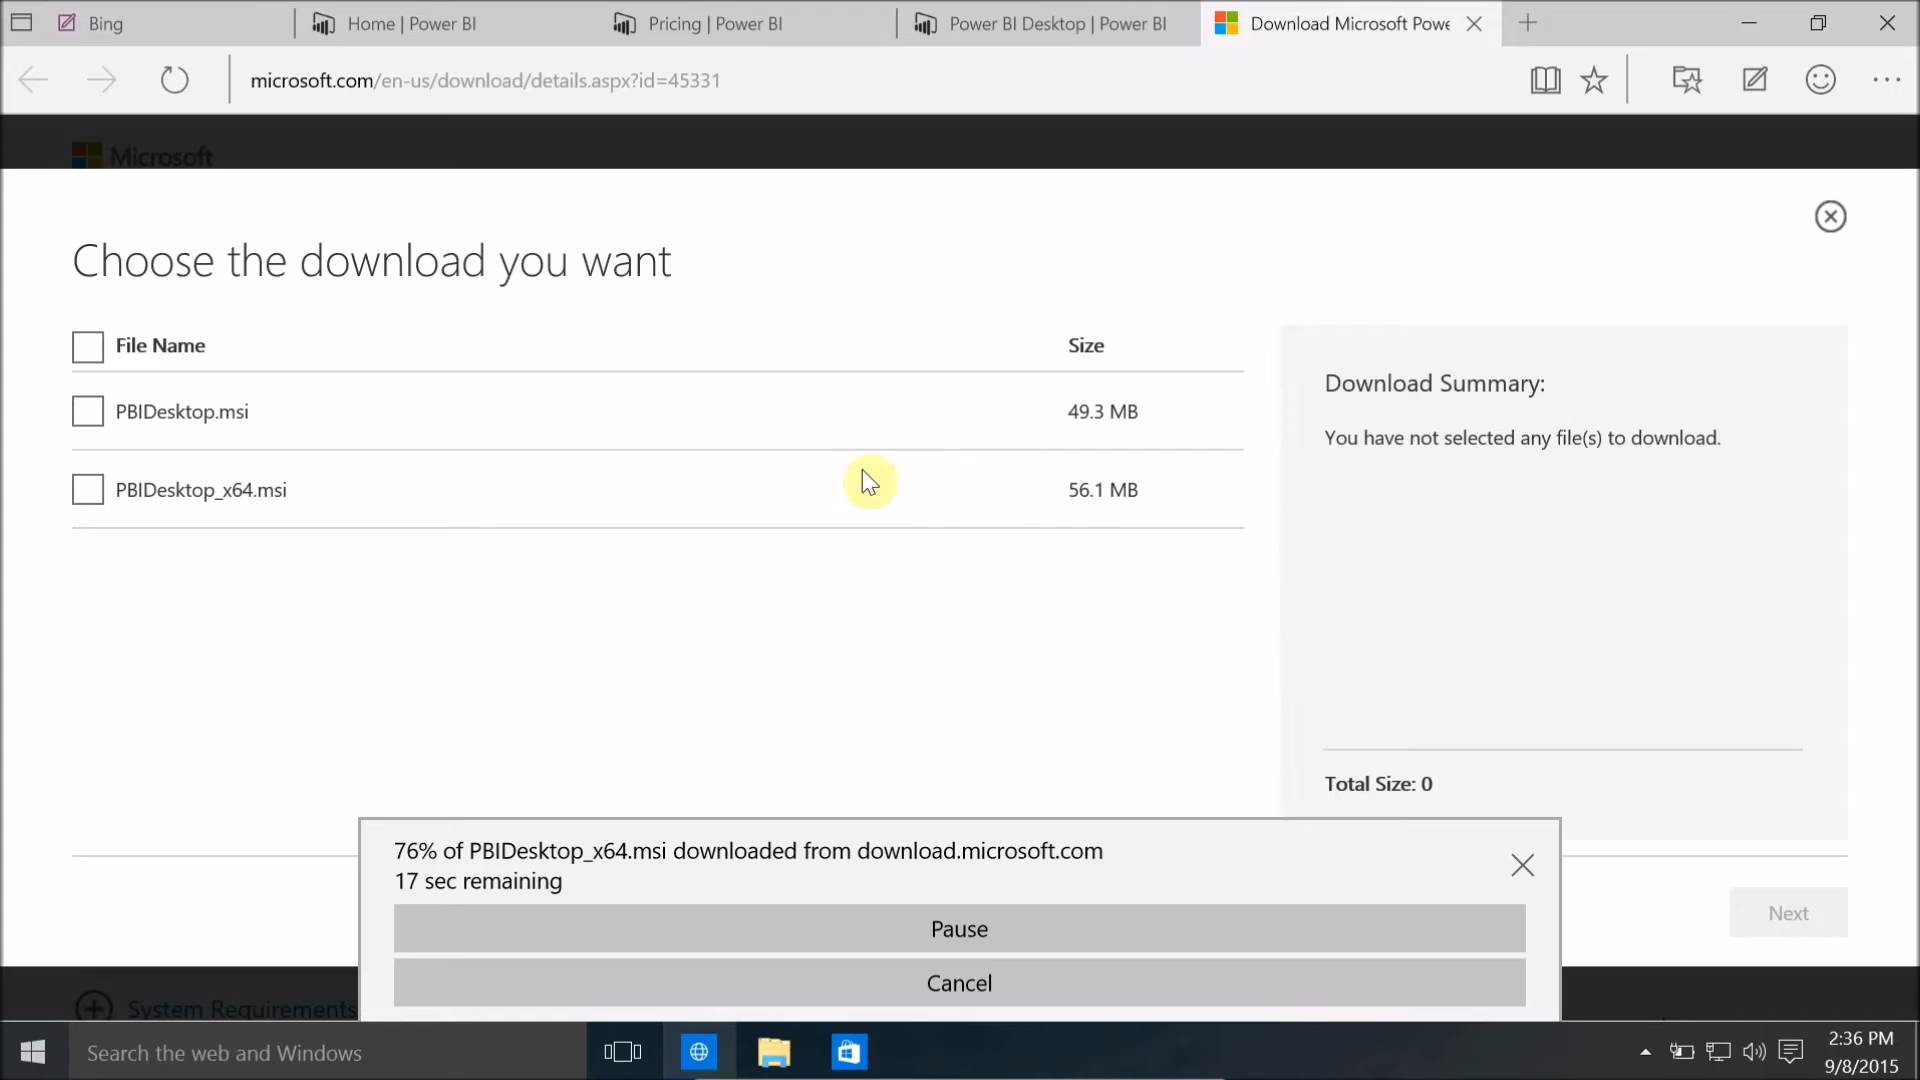 Bing
Home | Power BI
Pricing | Power BI
Power BI Desktop | Power BI
Download Microsoft Powe
microsoft.com/en-us/download/details.aspx?id=45331
Microsoft
Choose the download you want
File Name
Size
PBIDesktop.msi
49.3 MB
PBIDesktop_x64.msi
56.1 MB
Download Summary:
You have not selected any file(s) to download.
Total Size: 0
76% of PBIDesktop_x64.msi downloaded from download.microsoft.com
17 sec remaining
Pause
Cancel
Next
System Requirements
Search the web and Windows
2:36 PM
9/8/2015